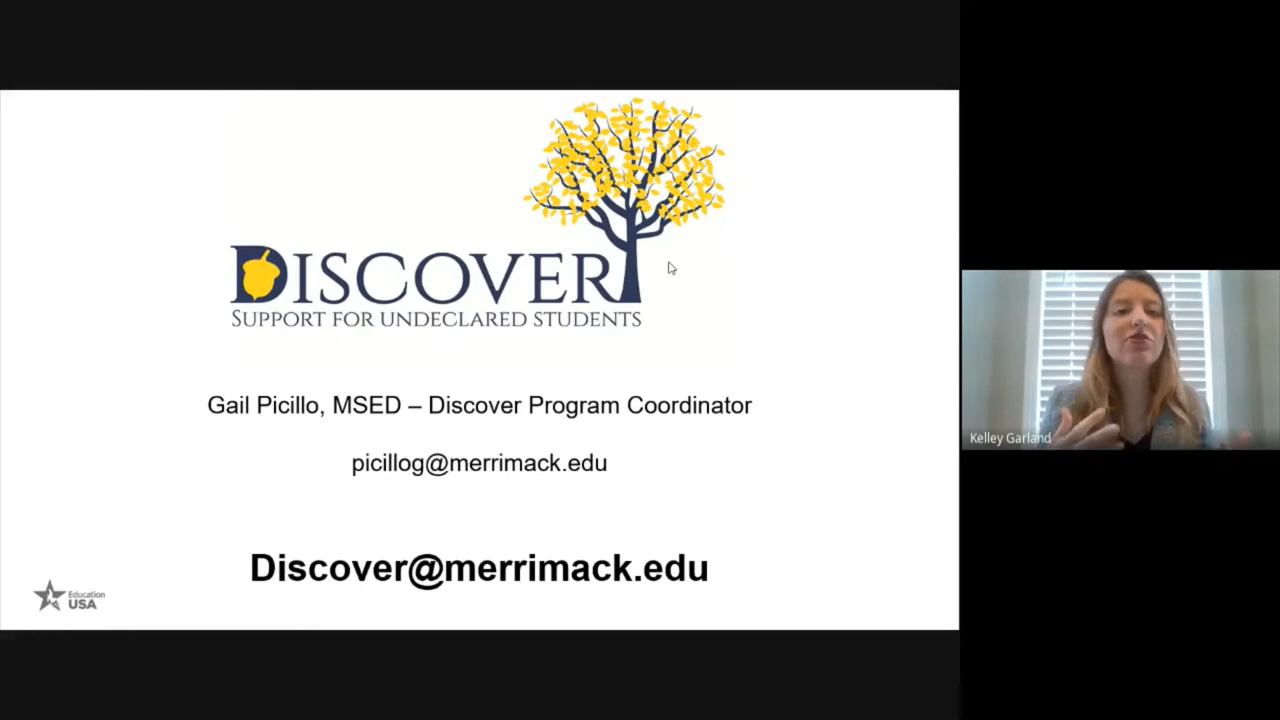 DISCOVER
SUPPORT FOR UNDECLARED STUDENTS
Gail Picillo, MSED – Discover Program Coordinator
picillog@merrimack.edu
Discover@merrimack.edu
Education
USA
Kelley Garland